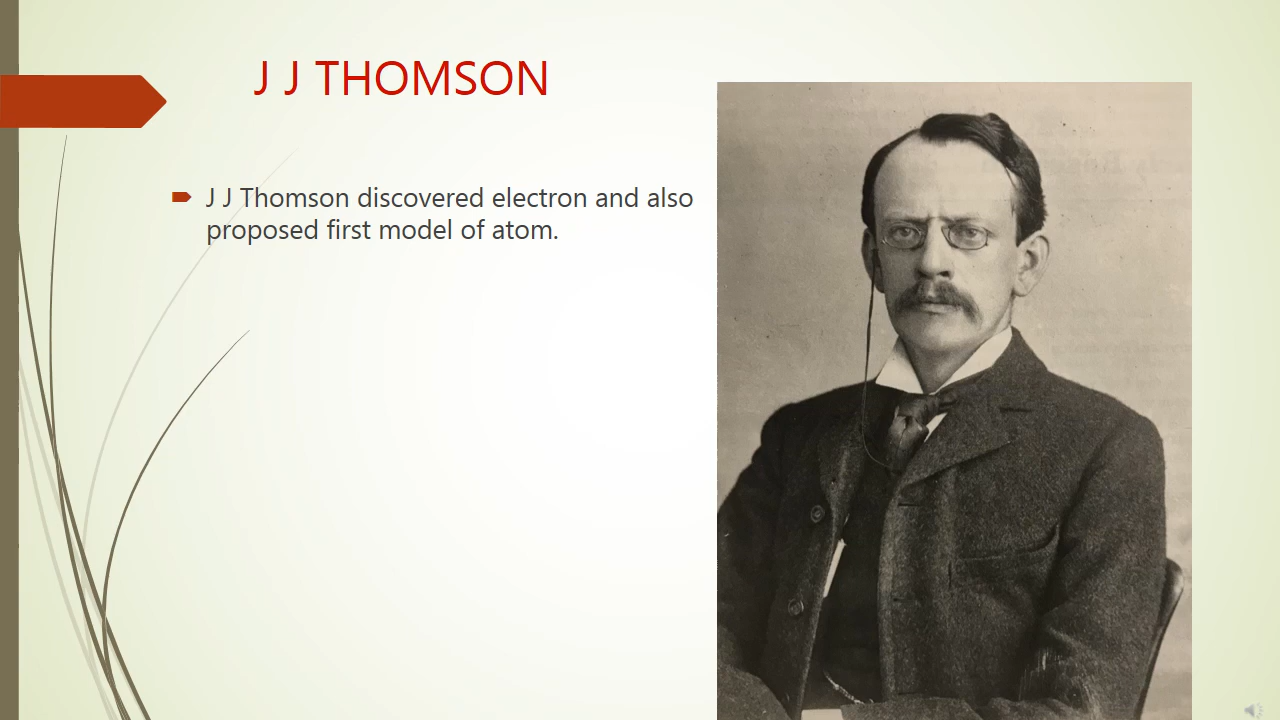 J J THOMSON
J J Thomson discovered electron and also
proposed first model of atom.